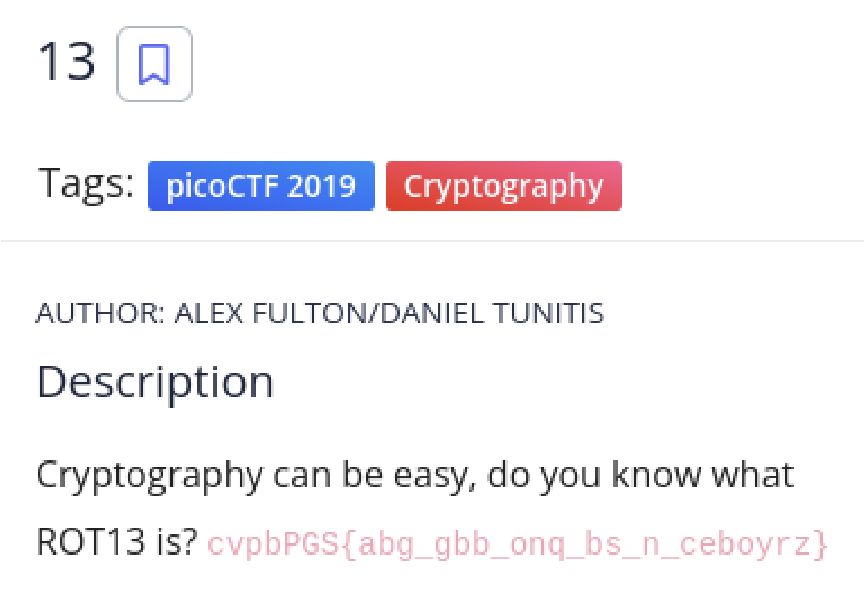 13
Tags: picoCTF 2019 Cryptography
AUTHOR: ALEX FULTON/DANIEL TUNITIS
Description
Cryptography can be easy, do you know what
ROT13 is? cvpbPGS{abg_gbb_onq_bs_n_ceboyrz}